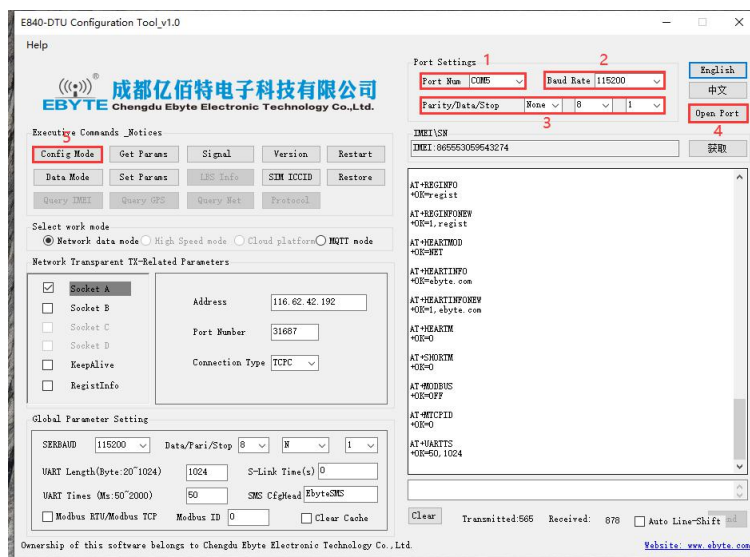 E840-DTU Configuration Tool_v1.0
Help
EBYTE
®
成都亿佰特电子科技有限公司
Chengdu Ebyte Electronic Technology Co.,Ltd.
Port Settings
1
2
Port Num COM5
Baud Rate 115200
Parity/Data/Stop None 8 1
3
English
中文
Open Port
4
获取
Executive Commands _Notices
5
Config Mode Get Params Signal Version Restart
Data Mode Set Params LBS Info SIM ICCID Restore
Query IMEI Query GPS Query Net Protocol
IMEI\SN
IMEI:865553059543274
Select work mode
Network data mode High Speed mode Cloud platform MQTT mode
Network Transparent TX-Related Parameters
Socket A
Socket B
Socket C
Socket D
KeepAlive
RegistInfo
Address 116.62.42.192
Port Number 31687
Connection Type TCPC
Global Parameter Setting
SERBAUD 115200 Data/Pari/Stop 8 N 1
UART Length(Byte:20~1024) 1024 S-Link Time(s) 0
UART Times (Ms:50~2000) 50 SMS CfgHead EbyteSMS
Modbus RTU/Modbus TCP Modbus ID 0 Clear Cache
AT+REGINFO
+OK=regist
AT+REGINFONEW
+OK=1,regist
AT+HEARTMOD
+OK=NET
AT+HEARTINFO
+OK=ebyte.com
AT+HEARTINFONEW
+OK=1,ebyte.com
AT+HEARTM
+OK=0
AT+SHORTM
+OK=0
AT+MODBUS
+OK=OFF
AT+MTCPID
+OK=0
AT+UARTTS
+OK=50,1024
Clear Transmitted:565 Received: 878 Auto Line-Shift
Ownership of this software belongs to Chengdu Ebyte Electronic Technology Co., Ltd.
Website: www.ebyte.com